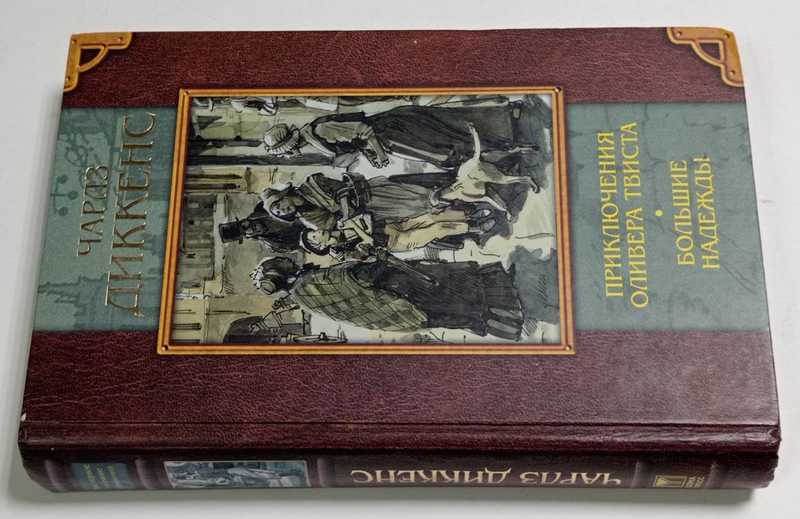 ЧАРЛЗ
ДИККЕНС
ПРИКЛЮЧЕНИЯ
ОЛИВЕРА ТВИСТА
•
БОЛЬШИЕ
НАДЕЖДЫ
ЧАРЛЗ ДИККЕНС